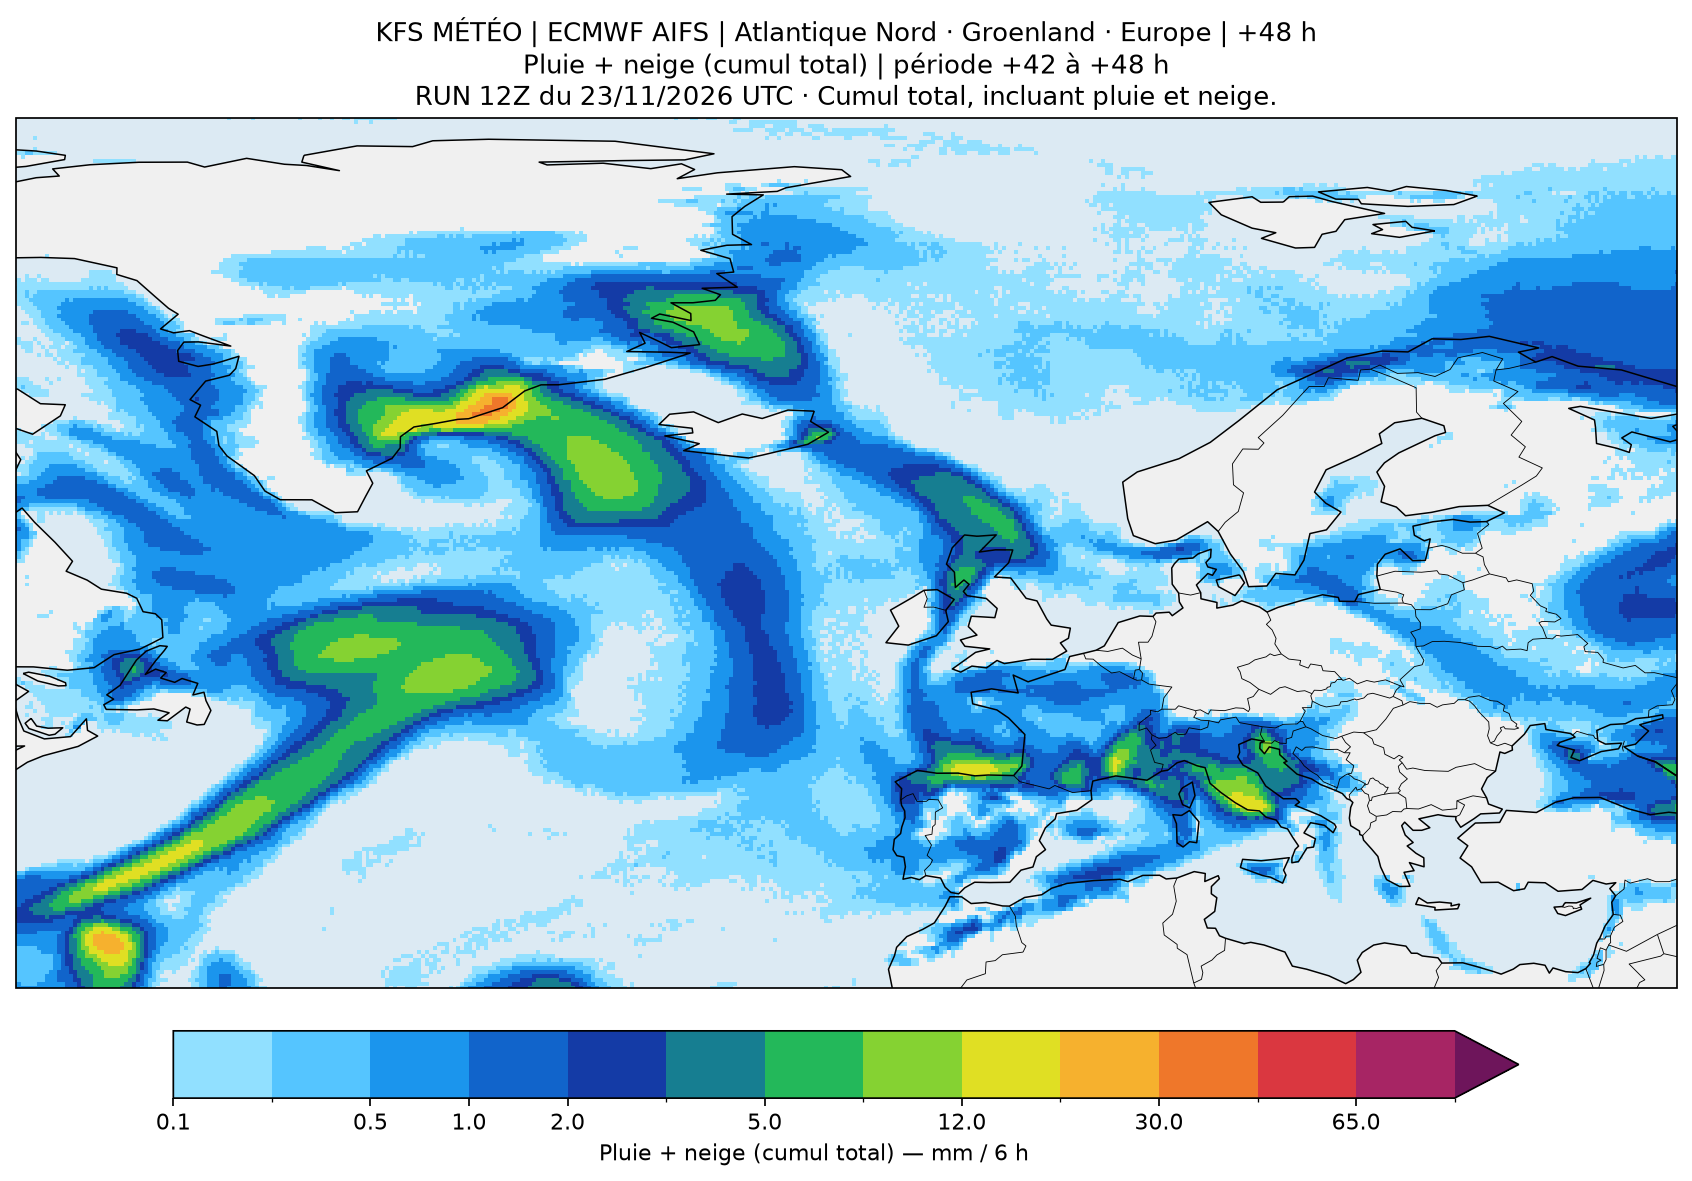 KFS MÉTÉO | ECMWF AIFS | Atlantique Nord · Groenland · Europe | +48 h
Pluie + neige (cumul total) | période +42 à +48 h
RUN 12Z du 23/11/2026 UTC · Cumul total, incluant pluie et neige.
0.1 0.5 1.0 2.0 5.0 12.0 30.0 65.0
Pluie + neige (cumul total) — mm / 6 h